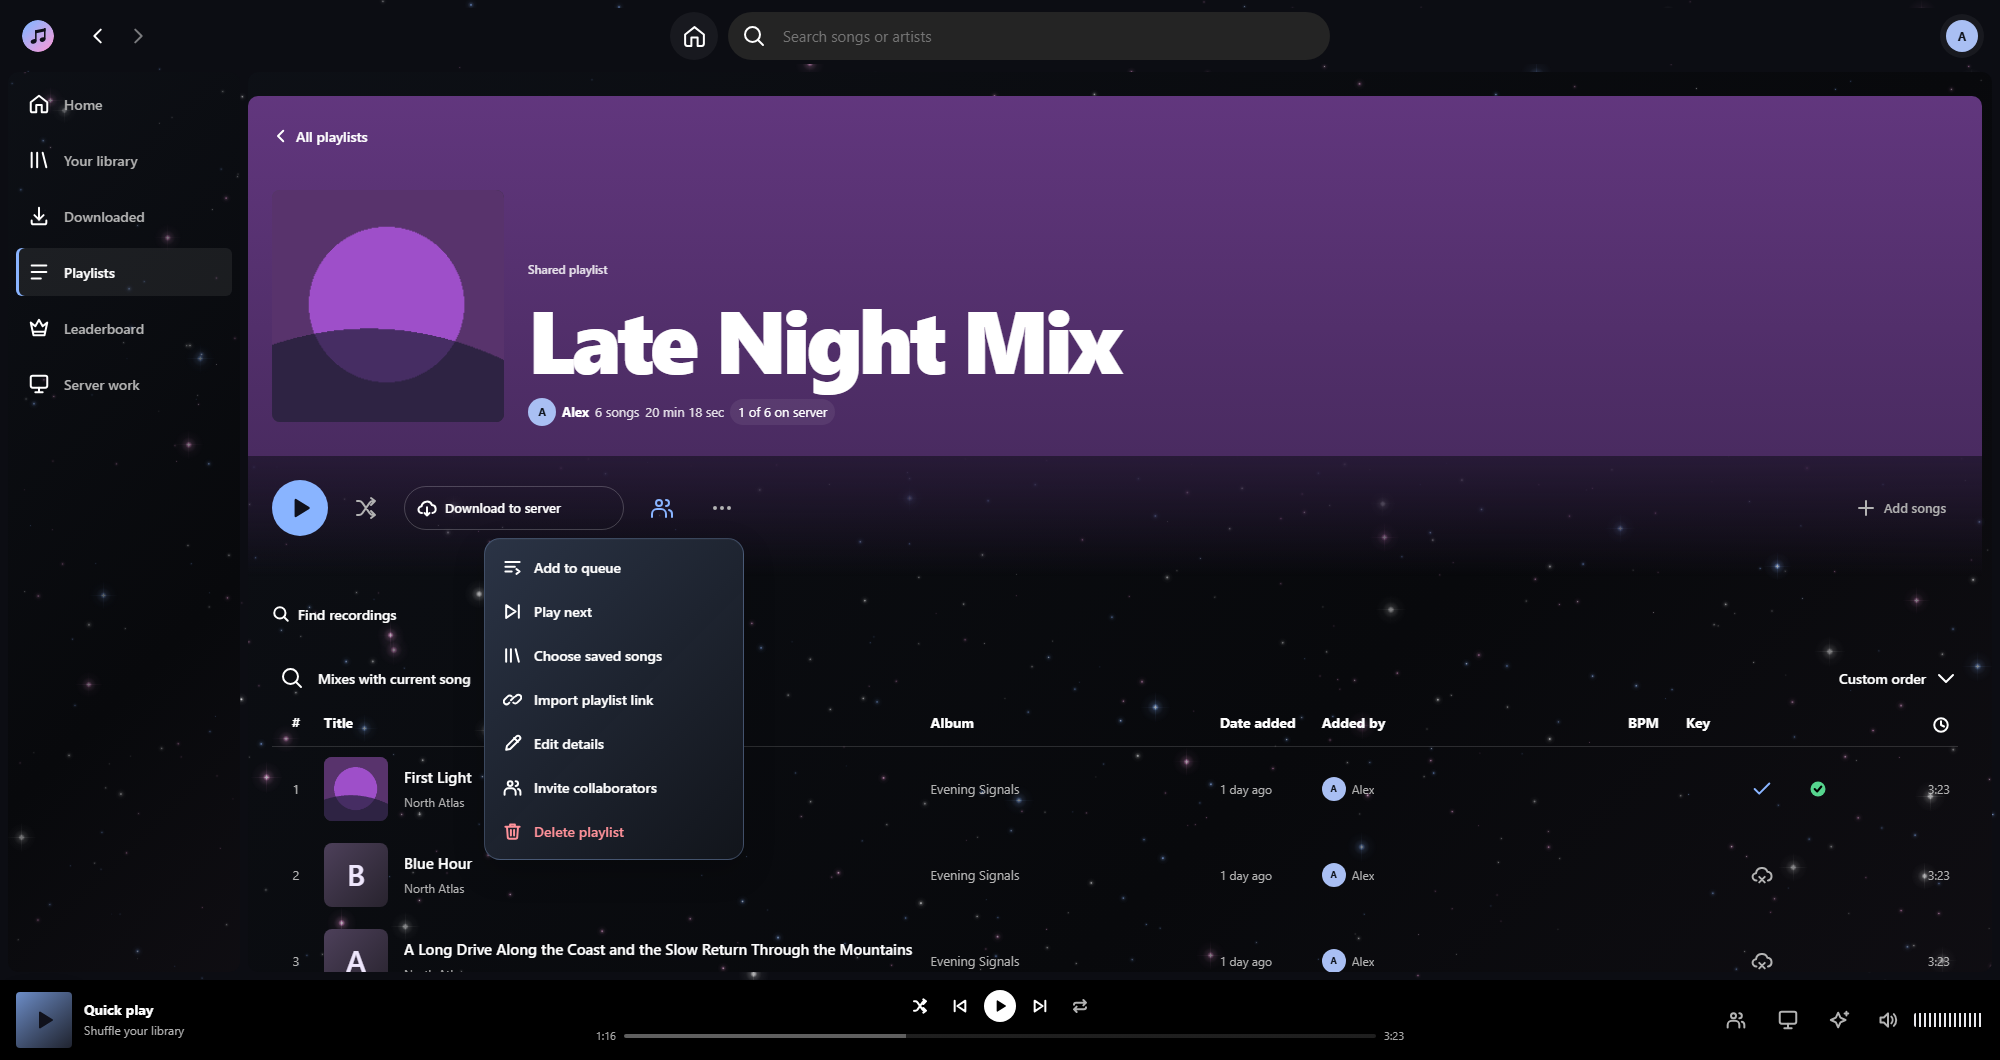 Search songs or artists
A
Home
Your library
Downloaded
Playlists
Leaderboard
Server work
All playlists
Shared playlist
Late Night Mix
A Alex 6 songs 20 min 18 sec 1 of 6 on server
Download to server
Add songs
Add to queue
Play next
Choose saved songs
Import playlist link
Edit details
Invite collaborators
Delete playlist
Find recordings
Mixes with current song
Custom order
# Title Album Date added Added by BPM Key
1 First Light Evening Signals 1 day ago A Alex 3:23
North Atlas
2 B Blue Hour Evening Signals 1 day ago A Alex 3:23
North Atlas
3 A A Long Drive Along the Coast and the Slow Return Through the Mountains Evening Signals 1 day ago A Alex 3:23
North Atlas
Quick play
Shuffle your library
1:16 3:23